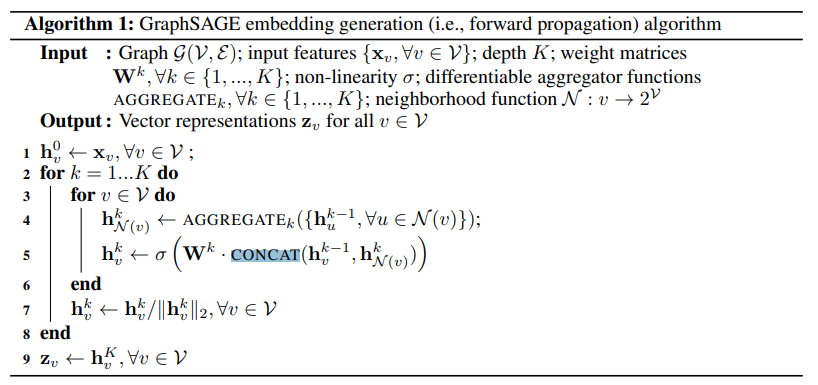 Algorithm 1: GraphSAGE embedding generation (i.e., forward propagation) algorithm
Input : Graph 𝒢(𝒱, ℰ); input features {x_v, ∀v ∈ 𝒱}; depth K; weight matrices
W^k, ∀k ∈ {1, ..., K}; non-linearity σ; differentiable aggregator functions
AGGREGATE_k, ∀k ∈ {1, ..., K}; neighborhood function 𝒩 : v → 2^𝒱
Output : Vector representations z_v for all v ∈ 𝒱
1 h_v^0 ← x_v, ∀v ∈ 𝒱 ;
2 for k = 1...K do
3 for v ∈ 𝒱 do
4 h_{𝒩(v)}^k ← AGGREGATE_k({h_u^{k−1}, ∀u ∈ 𝒩(v)});
5 h_v^k ← σ (W^k · CONCAT(h_v^{k−1}, h_{𝒩(v)}^k))
6 end
7 h_v^k ← h_v^k/‖h_v^k‖_2, ∀v ∈ 𝒱
8 end
9 z_v ← h_v^K, ∀v ∈ 𝒱